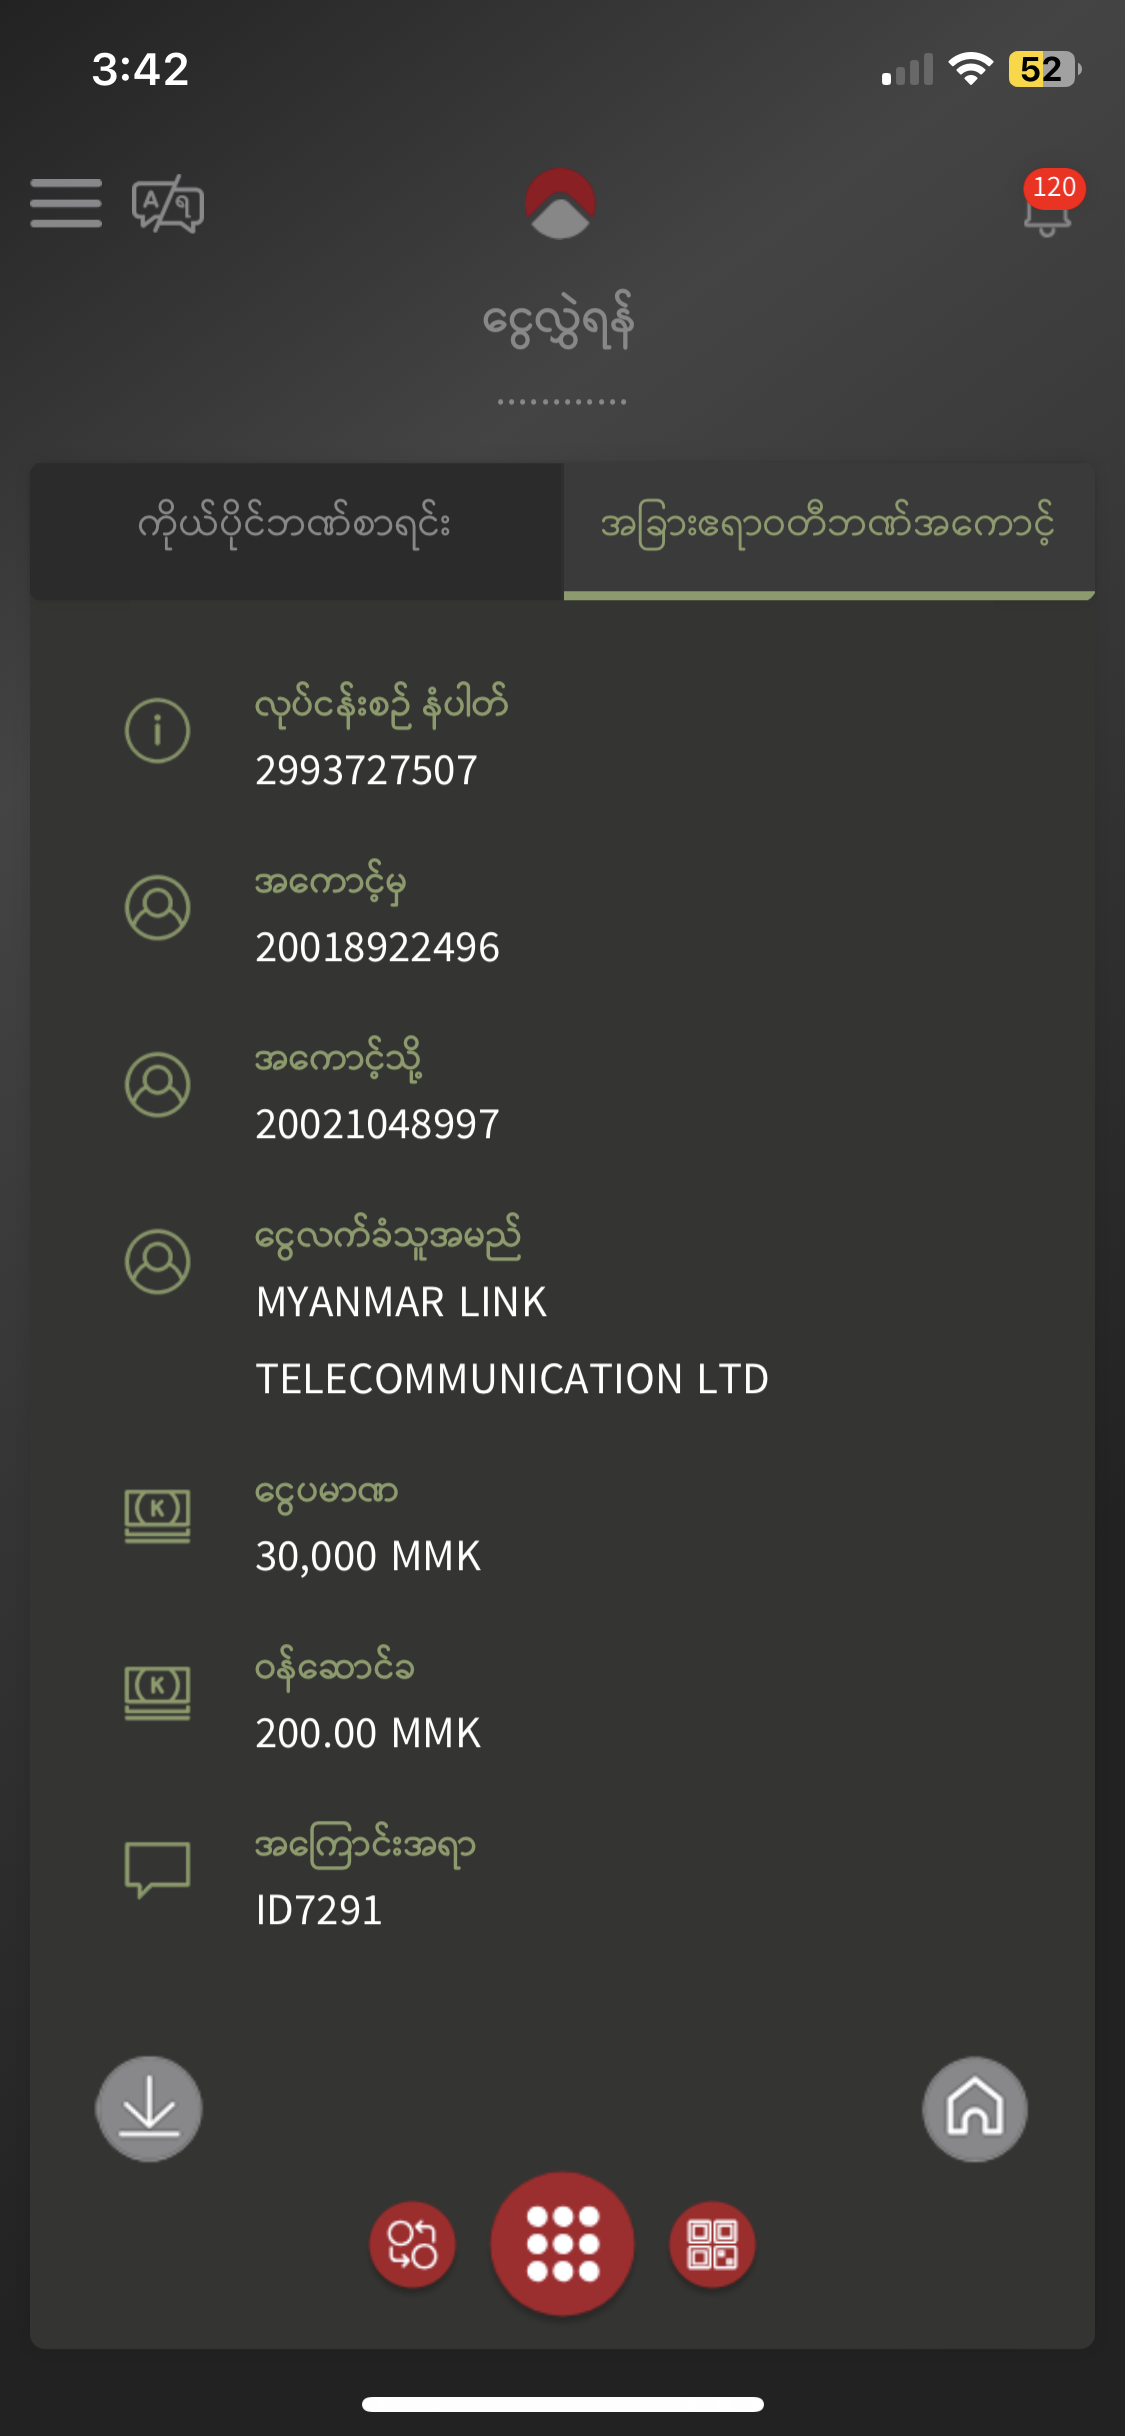 3:42
52
A/ရ
120
ငွေလွှဲရန်
ကိုယ်ပိုင်ဘဏ်စာရင်း
အခြားဧရာဝတီဘဏ်အကောင့်
လုပ်ငန်းစဉ် နံပါတ်
2993727507
အကောင့်မှ
20018922496
အကောင့်သို့
20021048997
ငွေလက်ခံသူအမည်
MYANMAR LINK
TELECOMMUNICATION LTD
ငွေပမာဏ
30,000 MMK
ဝန်ဆောင်ခ
200.00 MMK
အကြောင်းအရာ
ID7291